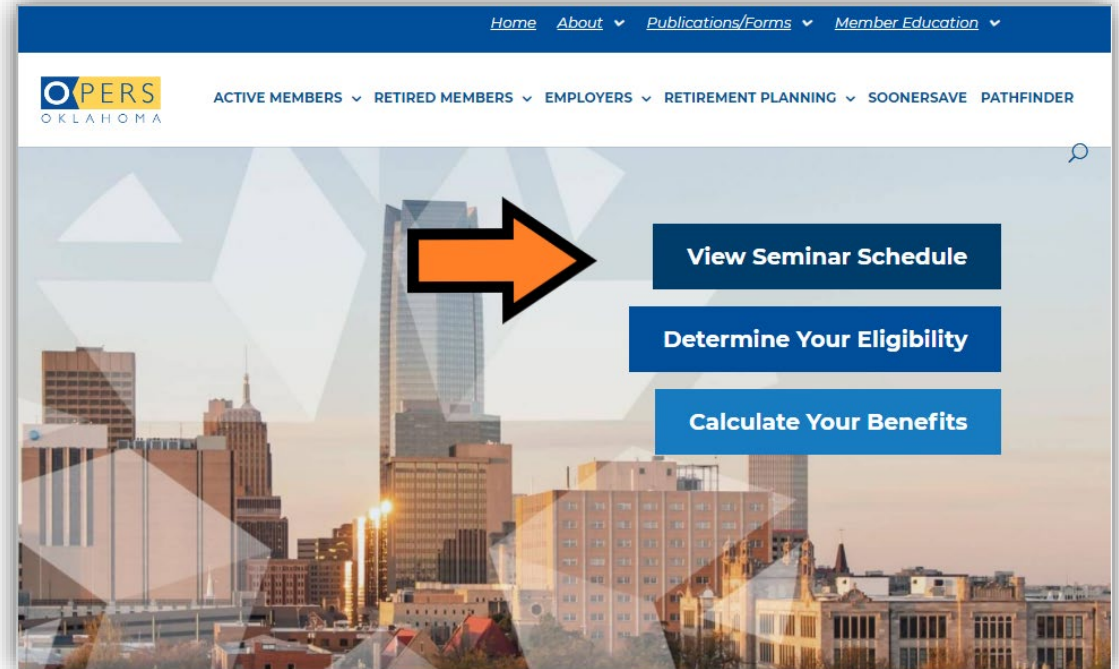 Home About Publications/Forms Member Education
OPERS
OKLAHOMA
ACTIVE MEMBERS RETIRED MEMBERS EMPLOYERS RETIREMENT PLANNING SOONERSAVE PATHFINDER
View Seminar Schedule
Determine Your Eligibility
Calculate Your Benefits